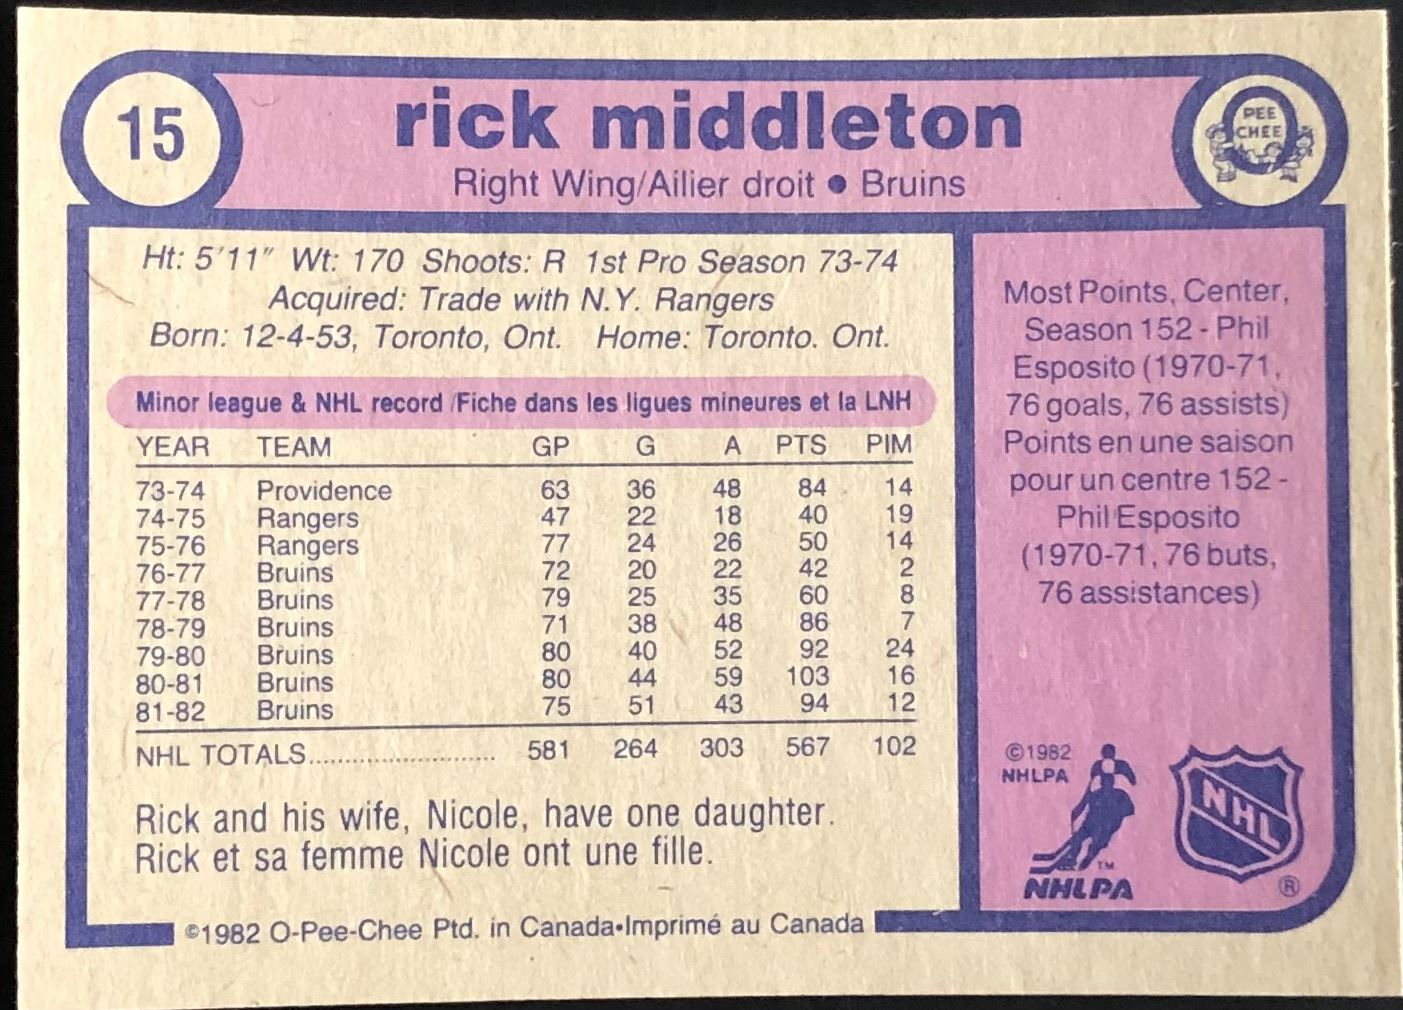 15
rick middleton
Right Wing/Ailier droit ● Bruins
PEE
CHEE
Ht: 5'11" Wt: 170 Shoots: R 1st Pro Season 73-74
Acquired: Trade with N.Y. Rangers
Born: 12-4-53, Toronto, Ont. Home: Toronto. Ont.
Minor league & NHL record/Fiche dans les ligues mineures et la LNH
YEAR TEAM GP G A PTS PIM
73-74 Providence 63 36 48 84 14
74-75 Rangers 47 22 18 40 19
75-76 Rangers 77 24 26 50 14
76-77 Bruins 72 20 22 42 2
77-78 Bruins 79 25 35 60 8
78-79 Bruins 71 38 48 86 7
79-80 Bruins 80 40 52 92 24
80-81 Bruins 80 44 59 103 16
81-82 Bruins 75 51 43 94 12
NHL TOTALS.......................... 581 264 303 567 102
Rick and his wife, Nicole, have one daughter.
Rick et sa femme Nicole ont une fille.
Most Points, Center,
Season 152 - Phil
Esposito (1970-71,
76 goals, 76 assists)
Points en une saison
pour un centre 152 -
Phil Esposito
(1970-71, 76 buts,
76 assistances)
©1982
NHLPA
TM
NHLPA
NHL
®
©1982 O-Pee-Chee Ptd. in Canada•Imprimé au Canada